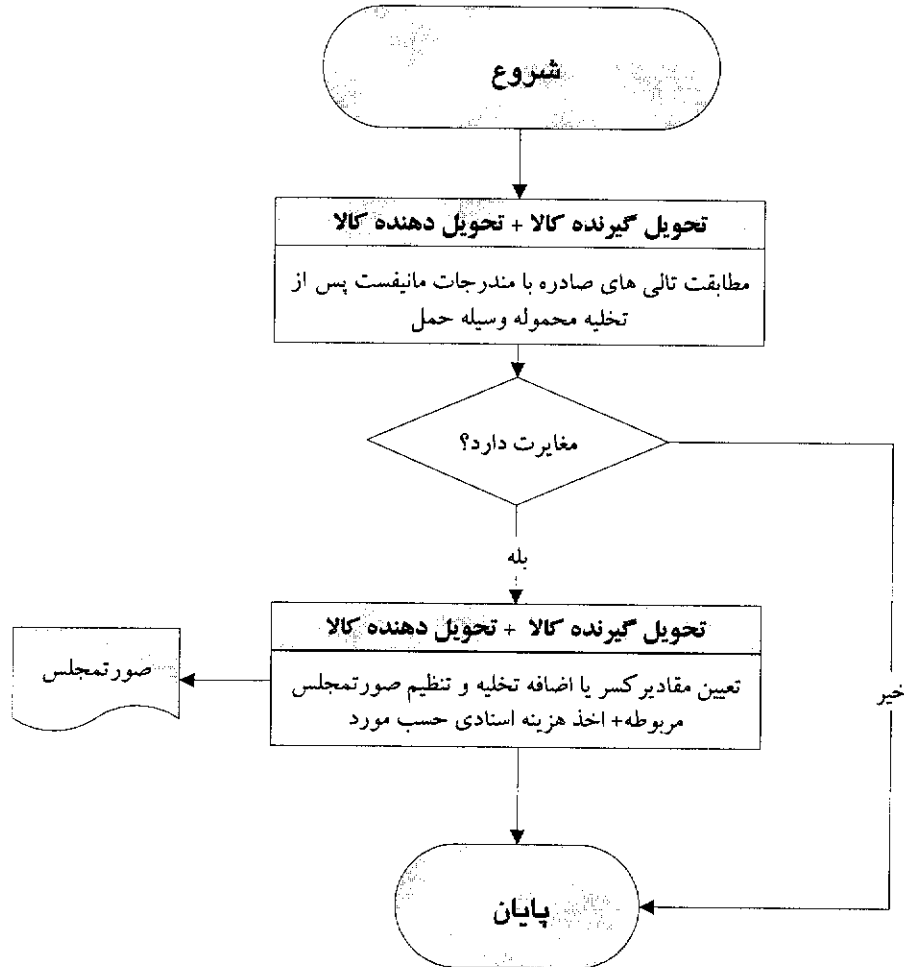 شروع
تحویل گیرنده کالا + تحویل دهنده کالا
مطابقت تالی های صادره با مندرجات مانیفست پس از
تخلیه محموله وسیله حمل
مغایرت دارد؟
بله
خیر
تحویل گیرنده کالا + تحویل دهنده کالا
تعیین مقادیر کسر یا اضافه تخلیه و تنظیم صورتمجلس
مربوطه+ اخذ هزینه اسنادی حسب مورد
صورتمجلس
پایان